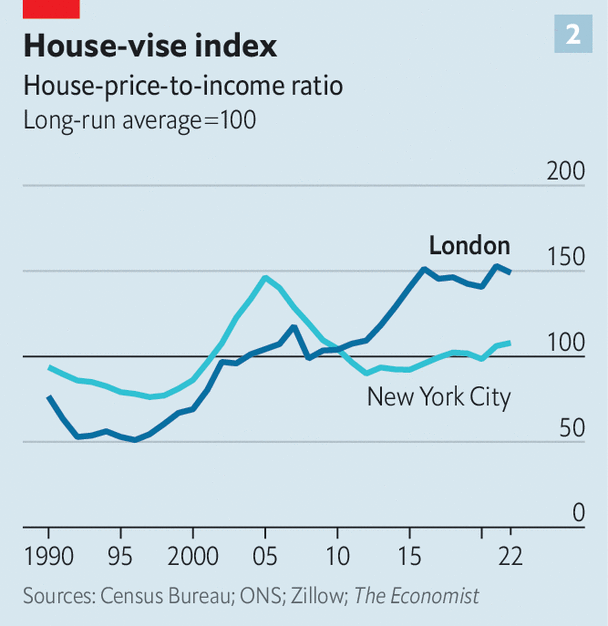 House-vise index
2
House-price-to-income ratio
Long-run average=100
200
London
150
100
New York City
50
0
1990 95 2000 05 10 15 22
Sources: Census Bureau; ONS; Zillow; The Economist